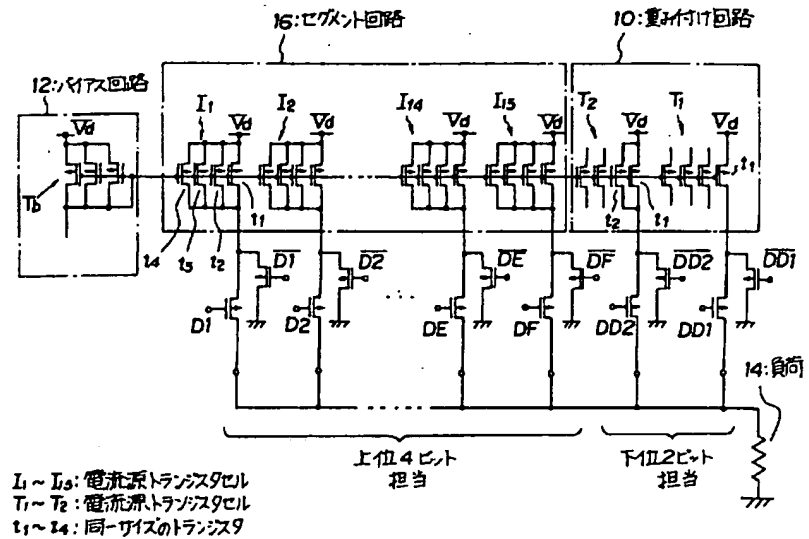 16:セグメント回路
10:重み付け回路
12:バイアス回路
I1 I2 I14 I15 T2 T1
Vd Vd Vd Vd Vd Vd Vd
Tb
t1
t4 t3 t2 t1 t2 t1
D1 D2 DE DF DD2 DD1
D1 D2 ... DE DF DD2 DD1
14:負荷
上位4ビット
担当
下位2ビット
担当
I1~I15:電流源トランジスタセル
T1~T2:電流源トランジスタセル
t1~t4:同一サイズのトランジスタ